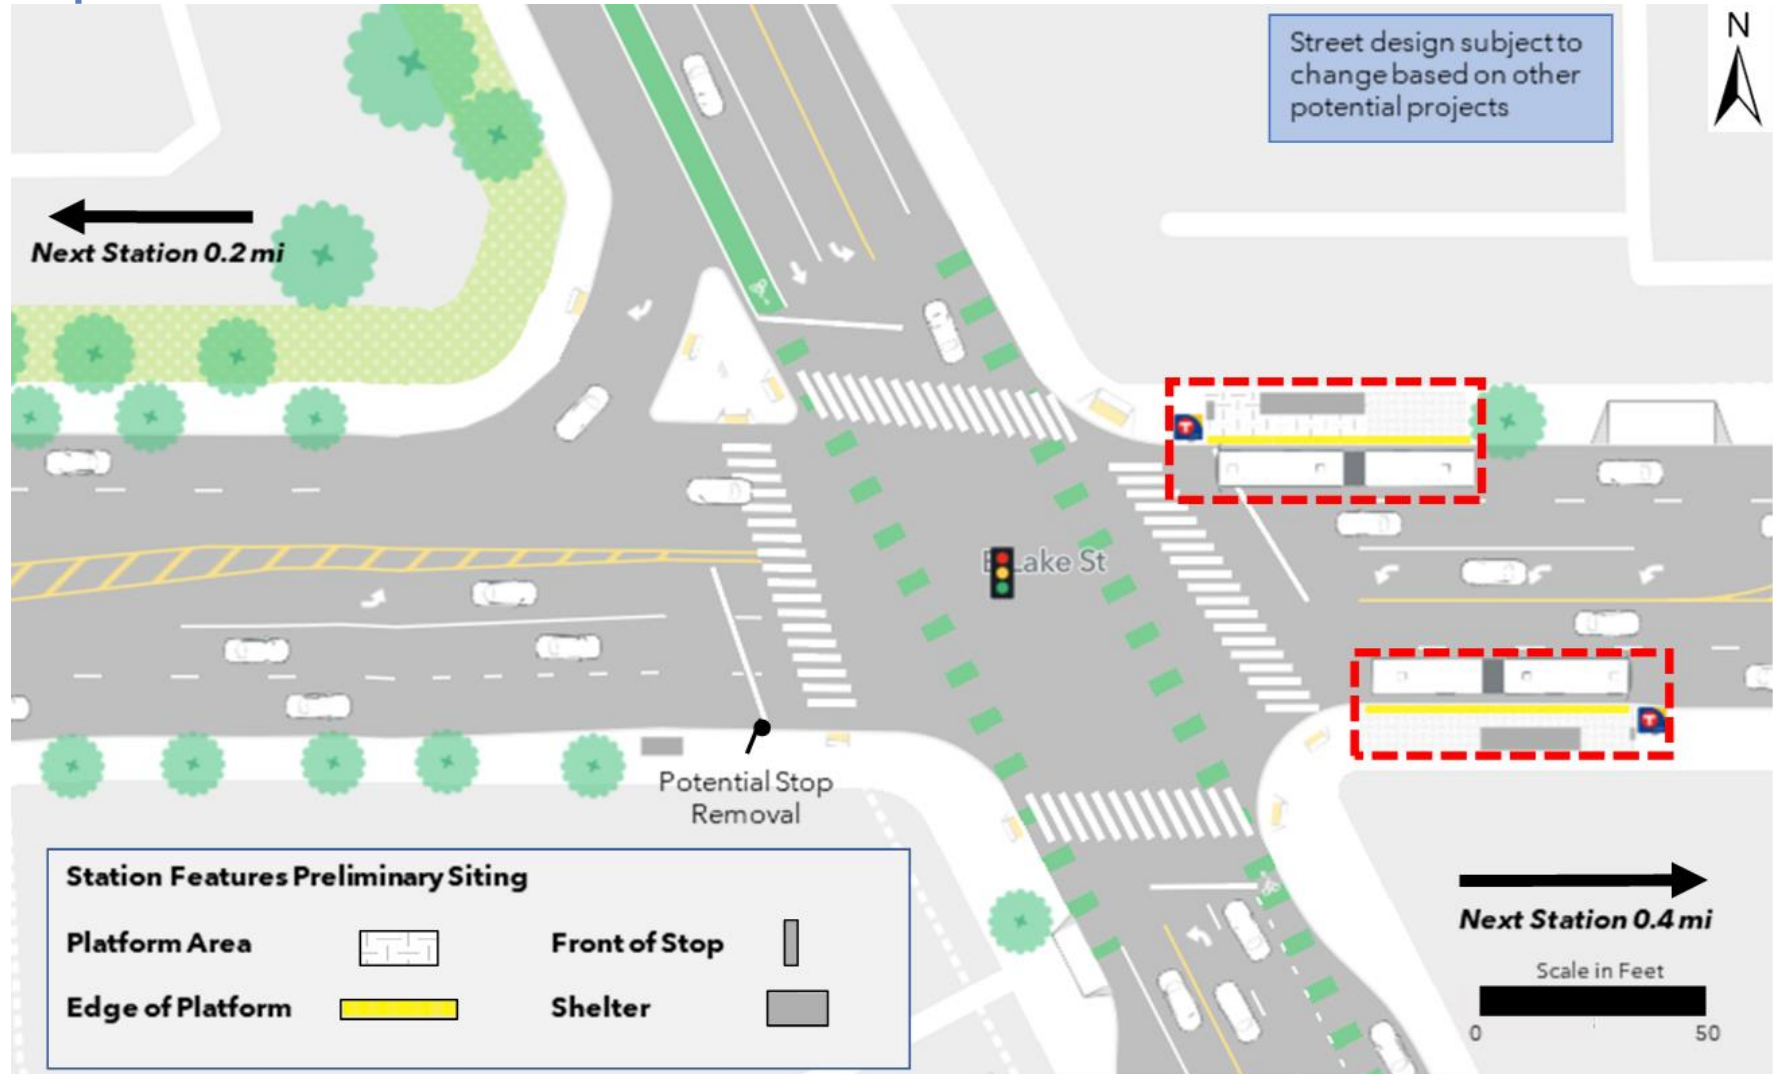 Street design subject to
change based on other
potential projects
N
Next Station 0.2 mi
Lake St
Potential Stop
Removal
Station Features Preliminary Siting
Platform Area
Front of Stop
Edge of Platform
Shelter
Next Station 0.4 mi
Scale in Feet
0 50
T
T